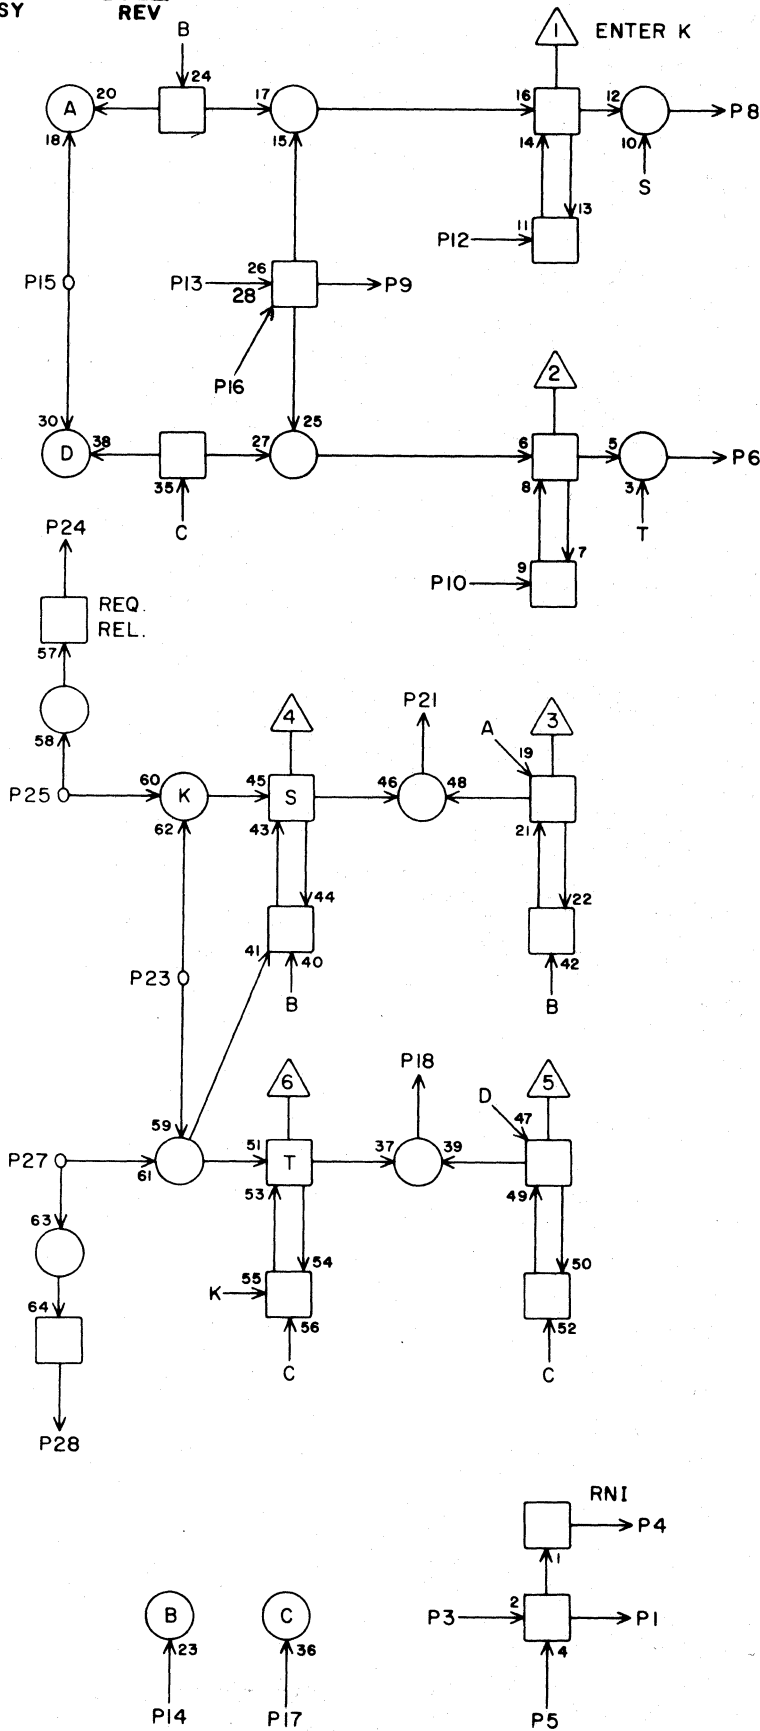 SY
REV
B
1
ENTER K
24
A
20
17
16
12
P8
18
15
14
10
S
13
P12
11
P15
P13
26
28
P9
P16
2
30
25
D
38
27
6
5
P6
35
8
3
C
T
P24
7
P10
9
REQ.
REL.
57
P21
4
3
58
A
19
P25
60
K
45
S
46
48
62
43
21
44
22
41
40
42
P23
B
B
P18
6
5
D
59
47
P27
61
51
T
37
39
53
49
63
54
50
K
55
64
56
52
C
C
P28
RNI
P4
1
2
B
C
P3
P1
23
36
4
P14
P17
P5